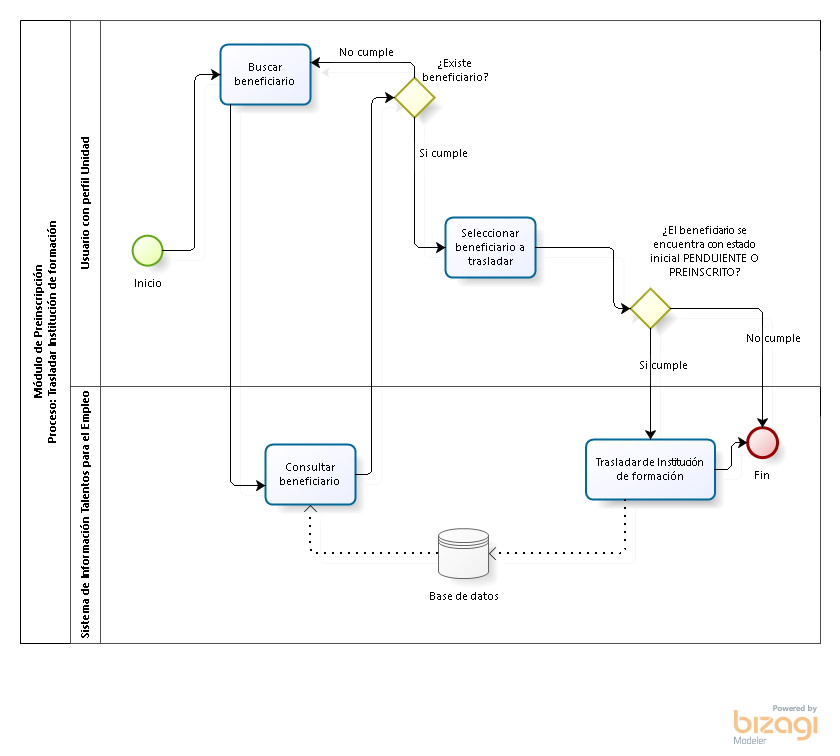 Módulo de Preinscripción
Proceso: Trasladar Institución de formación
Usuario con perfil Unidad
Sistema de Información Talentos para el Empleo
Inicio
Buscar
beneficiario
No cumple
¿Existe
beneficiario?
Si cumple
Seleccionar
beneficiario a
trasladar
¿El beneficiario se
encuentra con estado
inicial PENDUIENTE O
PREINSCRITO?
No cumple
Si cumple
Consultar
beneficiario
Trasladar de Institución
de formación
Fin
Base de datos
Powered by
bizagi
Modeler